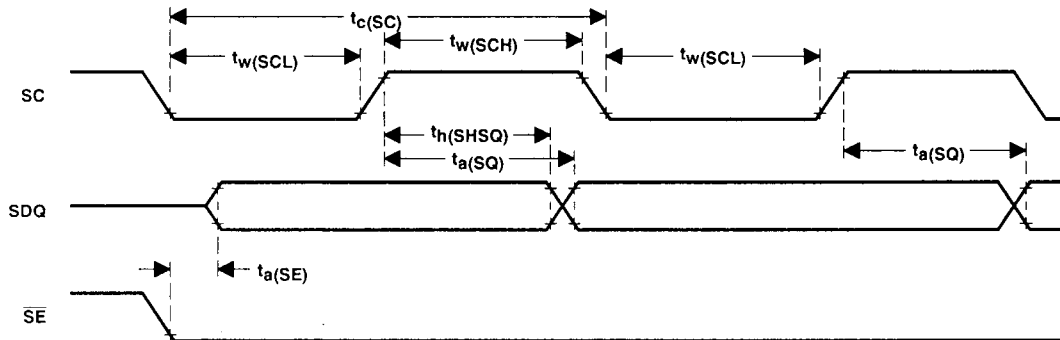 tc(SC)
tw(SCL)
tw(SCH)
tw(SCL)
SC
th(SHSQ)
ta(SQ)
ta(SQ)
SDQ
ta(SE)
SE